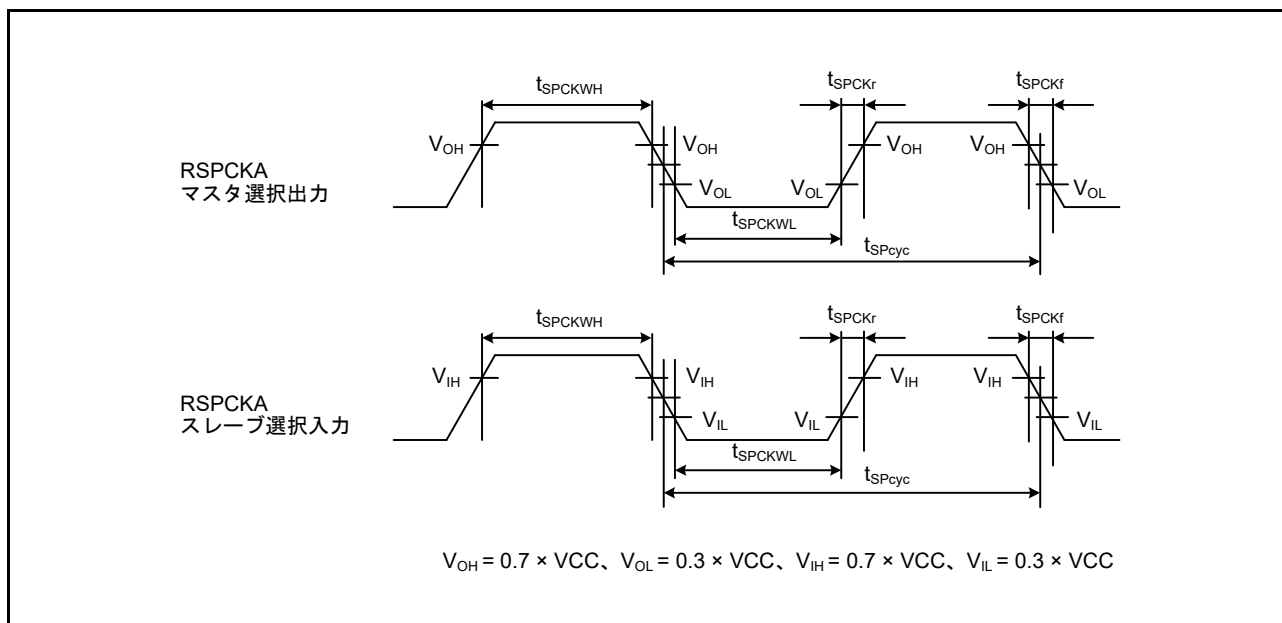 tSPCKWH
tSPCKr
tSPCKf
VOH
VOH
VOH
VOH
RSPCKA
マスタ選択出力
VOL
VOL
VOL
tSPCKWL
tSPcyc
tSPCKWH
tSPCKr
tSPCKf
VIH
VIH
VIH
VIH
RSPCKA
スレーブ選択入力
VIL
VIL
VIL
tSPCKWL
tSPcyc
VOH = 0.7 × VCC、VOL = 0.3 × VCC、VIH = 0.7 × VCC、VIL = 0.3 × VCC